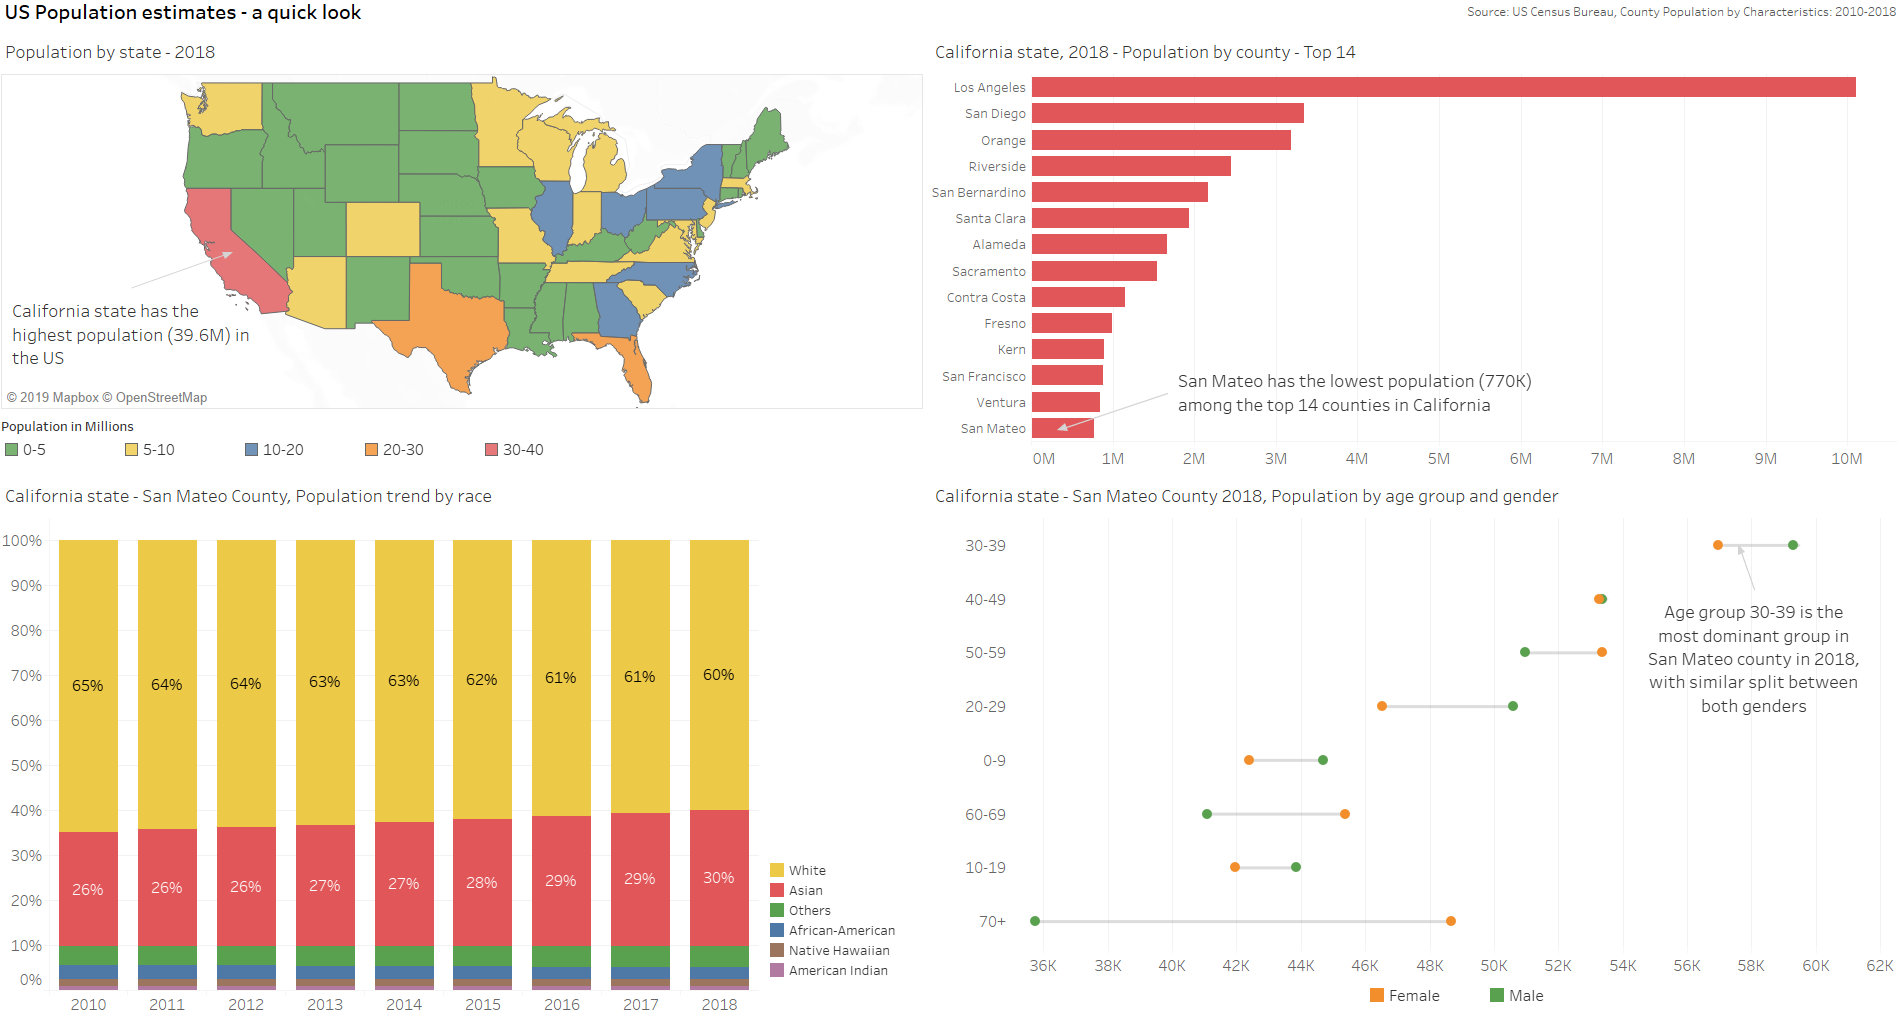 US Population estimates - a quick look
Source: US Census Bureau, County Population by Characteristics: 2010-2018
Population by state - 2018
California state has the
highest population (39.6M) in
the US
© 2019 Mapbox © OpenStreetMap
Population in Millions
0-5
5-10
10-20
20-30
30-40
California state, 2018 - Population by county - Top 14
Los Angeles
San Diego
Orange
Riverside
San Bernardino
Santa Clara
Alameda
Sacramento
Contra Costa
Fresno
Kern
San Francisco
Ventura
San Mateo
San Mateo has the lowest population (770K)
among the top 14 counties in California
0M 1M 2M 3M 4M 5M 6M 7M 8M 9M 10M
California state - San Mateo County, Population trend by race
100%
90%
80%
70%
60%
50%
40%
30%
20%
10%
0%
65% 64% 64% 63% 63% 62% 61% 61% 60%
26% 26% 26% 27% 27% 28% 29% 29% 30%
2010 2011 2012 2013 2014 2015 2016 2017 2018
White
Asian
Others
African-American
Native Hawaiian
American Indian
California state - San Mateo County 2018, Population by age group and gender
30-39
40-49
50-59
20-29
0-9
60-69
10-19
70+
Age group 30-39 is the
most dominant group in
San Mateo county in 2018,
with similar split between
both genders
36K 38K 40K 42K 44K 46K 48K 50K 52K 54K 56K 58K 60K 62K
Female
Male